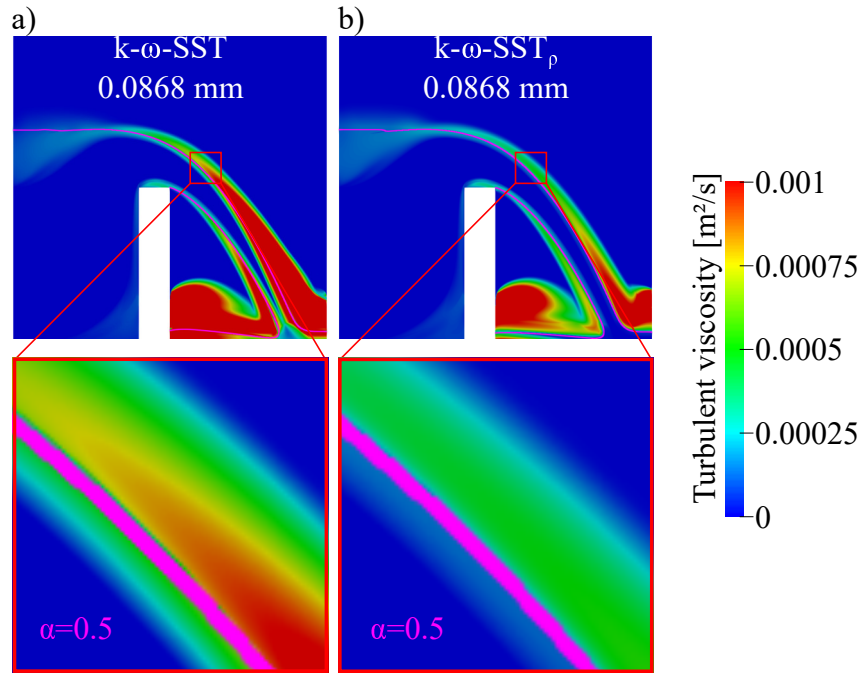 a)
k-ω-SST
0.0868 mm
α=0.5
b)
k-ω-SSTρ
0.0868 mm
α=0.5
Turbulent viscosity [m²/s]
0.001
0.00075
0.0005
0.00025
0